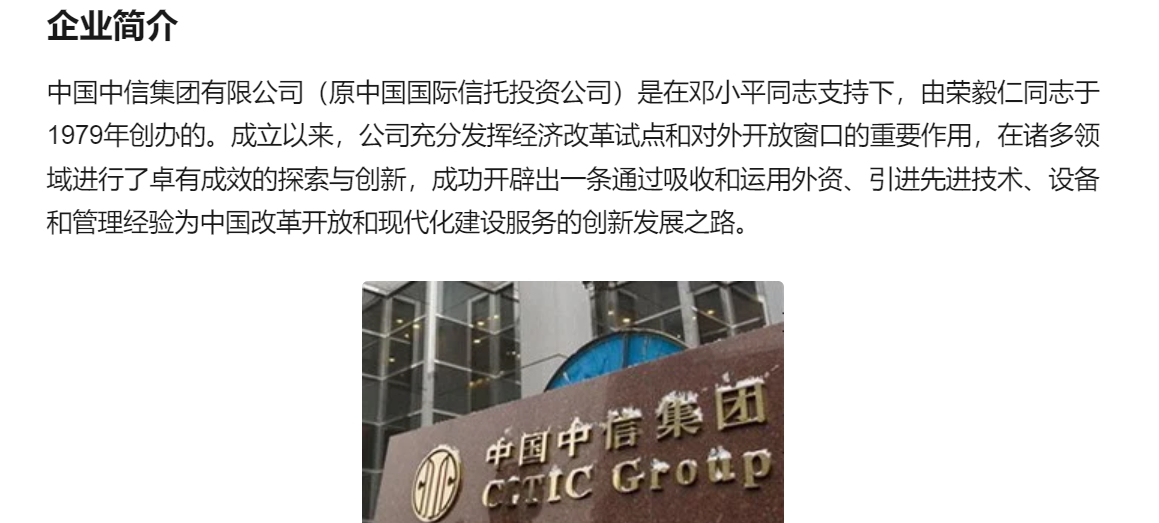 企业简介
中国中信集团有限公司（原中国国际信托投资公司）是在邓小平同志支持下，由荣毅仁同志于
1979年创办的。成立以来，公司充分发挥经济改革试点和对外开放窗口的重要作用，在诸多领
域进行了卓有成效的探索与创新，成功开辟出一条通过吸收和运用外资、引进先进技术、设备
和管理经验为中国改革开放和现代化建设服务的创新发展之路。
中国中信集团
CITIC Group